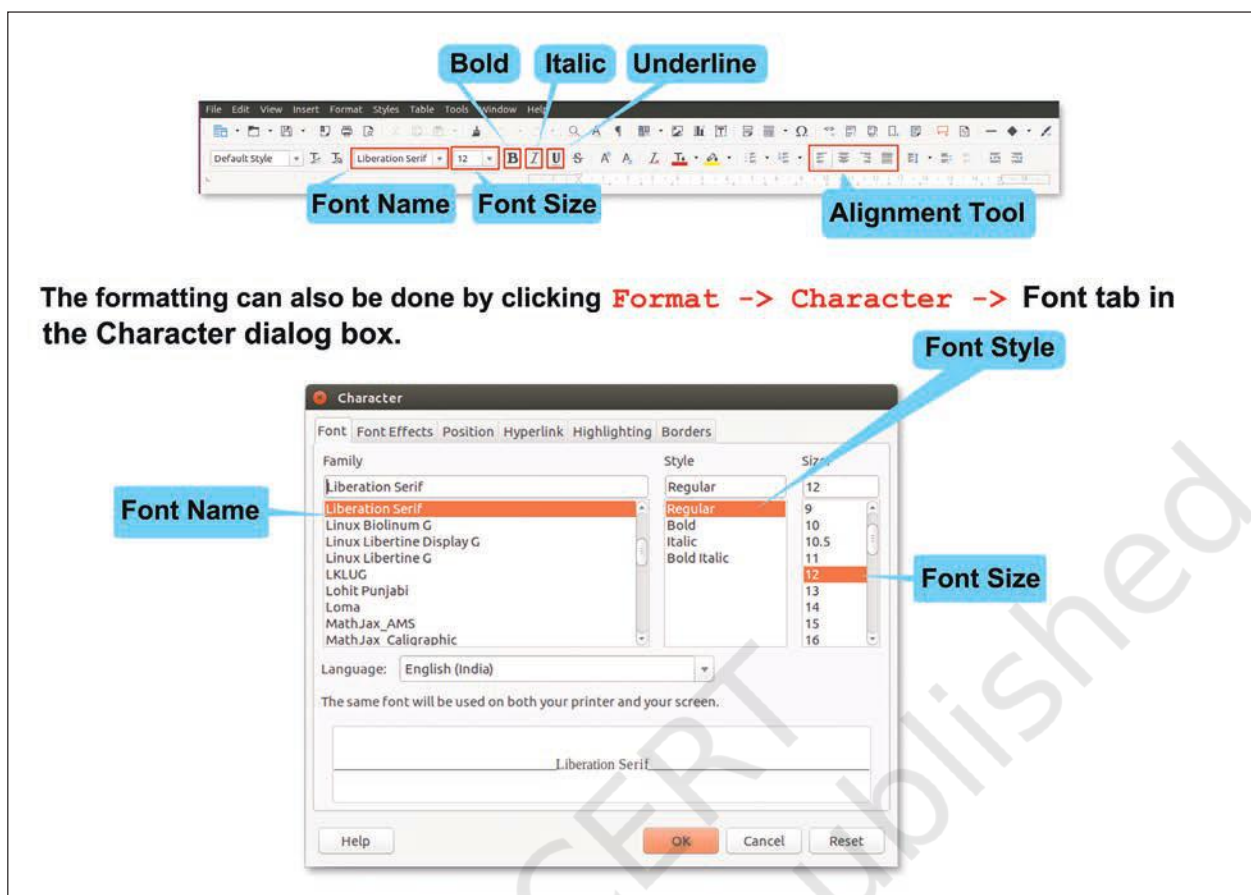 Bold Italic Underline
File Edit View Insert Format Styles Table Tools Window Help
Default Style Liberation Serif 12 B I U S
Font Name Font Size Alignment Tool
The formatting can also be done by clicking Format -> Character -> Font tab in
the Character dialog box.
Font Style
Character
Font Font Effects Position Hyperlink Highlighting Borders
Family Style Size
Liberation Serif Regular 12
Liberation Serif Regular 9
Linux Biolinum G Bold 10
Linux Libertine Display G Italic 10.5
Linux Libertine G Bold Italic 11
LKLUG 12
Lohit Punjabi 13
Loma 14
MathJax_AMS 15
MathJax_Caligraphic 16
Font Name
Font Size
Language: English (India)
The same font will be used on both your printer and your screen.
Liberation Serif
Help OK Cancel Reset